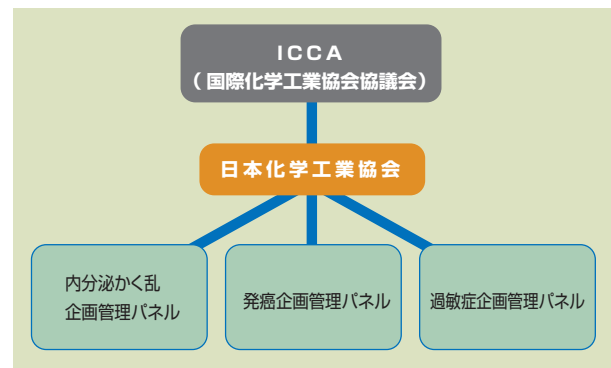 ICCA
(国際化学工業協会協議会)
日本化学工業協会
内分泌かく乱
企画管理パネル
発癌企画管理パネル
過敏症企画管理パネル